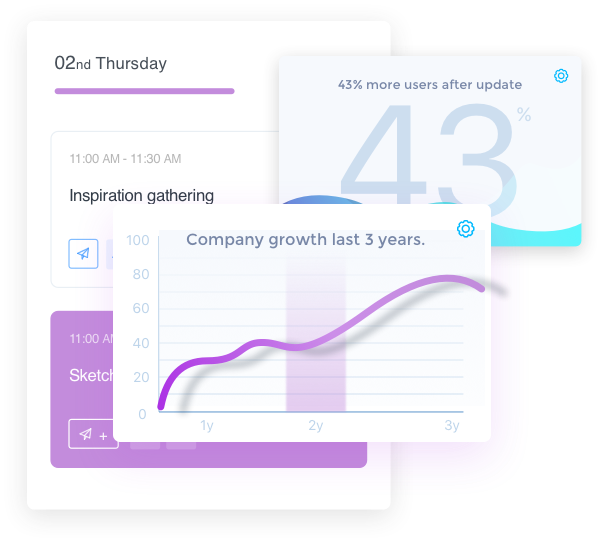 02nd Thursday
43% more users after update
43%
11:00 AM - 11:30 AM
Inspiration gathering
Company growth last 3 years.
100
80
60
40
20
0
1y
2y
3y
11:00 AM
Sketch
+